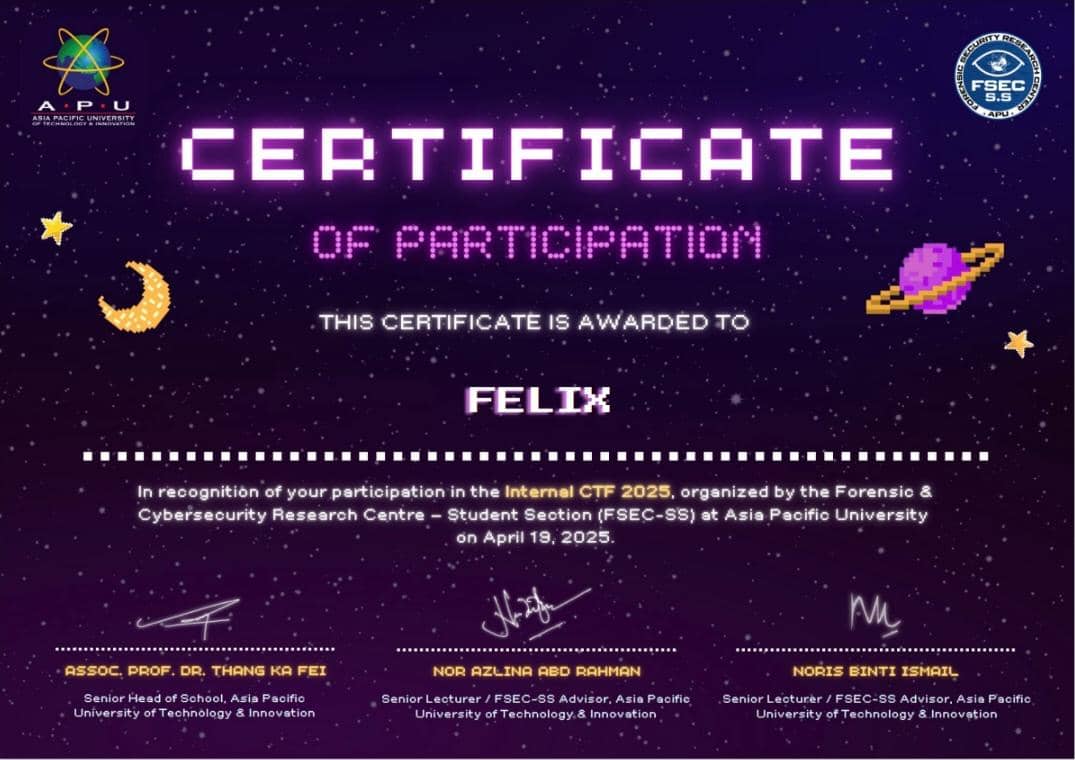 A · P · U
ASIA PACIFIC UNIVERSITY
OF TECHNOLOGY & INNOVATION
FORENSIC SECURITY RESEARCH CENTER
FSEC
S.S
· APU ·
CERTIFICATE
OF PARTICIPATION
THIS CERTIFICATE IS AWARDED TO
FELIX
In recognition of your participation in the Internal CTF 2025, organized by the Forensic &
Cybersecurity Research Centre – Student Section (FSEC-SS) at Asia Pacific University
on April 19, 2025.
ASSOC. PROF. DR. THANG KA FEI
Senior Head of School, Asia Pacific
University of Technology & Innovation
NOR AZLINA ABD RAHMAN
Senior Lecturer / FSEC-SS Advisor, Asia Pacific
University of Technology & Innovation
NORIS BINTI ISMAIL
Senior Lecturer / FSEC-SS Advisor, Asia Pacific
University of Technology & Innovation